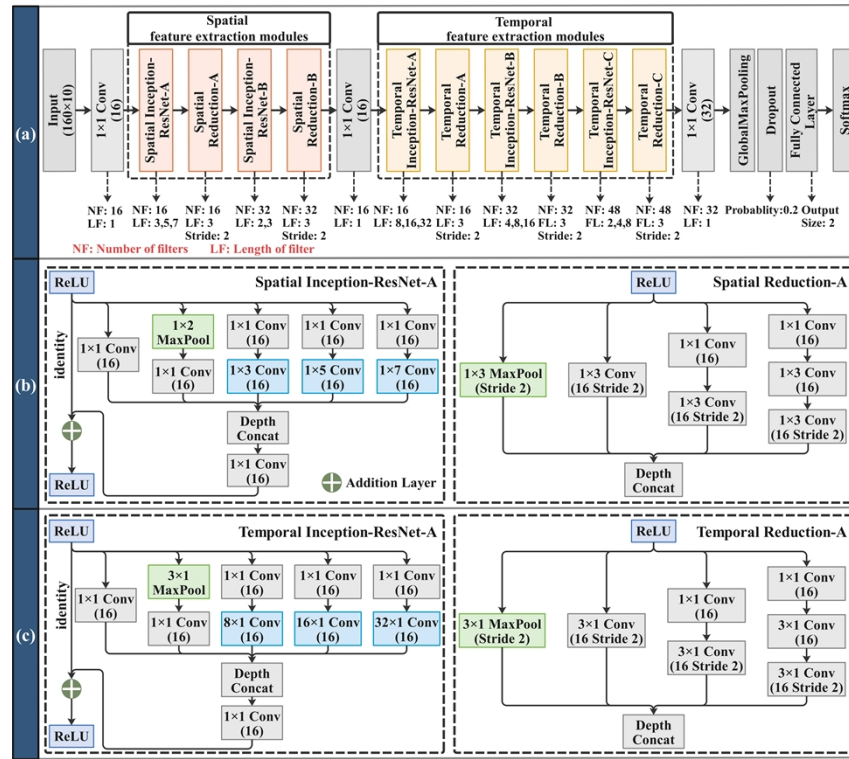 (a)
Spatial
feature extraction modules
Temporal
feature extraction modules
Input
(160×10)
1×1 Conv
(16)
Spatial Inception-
ResNet-A
Spatial
Reduction-A
Spatial Inception-
ResNet-B
Spatial
Reduction-B
1×1 Conv
(16)
Temporal
Inception-ResNet-A
Temporal
Reduction-A
Temporal
Inception-ResNet-B
Temporal
Reduction-B
Temporal
Inception-ResNet-C
Temporal
Reduction-C
1×1 Conv
(32)
GlobalMaxPooling
Dropout
Fully Connected
Layer
Softmax
NF: 16
LF: 1
NF: 16
LF: 3,5,7
NF: 16
LF: 3
Stride: 2
NF: 32
LF: 2,3
NF: 32
LF: 3
Stride: 2
NF: 16
LF: 1
NF: 16
LF: 8,16,32
NF: 16
LF: 3
Stride: 2
NF: 32
LF: 4,8,16
NF: 32
FL: 3
Stride: 2
NF: 48
FL: 2,4,8
NF: 48
FL: 3
Stride: 2
NF: 32
LF: 1
Probablity:0.2
Output
Size: 2
NF: Number of filters
LF: Length of filter
(b)
Spatial Inception-ResNet-A
ReLU
identity
1×1 Conv
(16)
1×2
MaxPool
1×1 Conv
(16)
1×1 Conv
(16)
1×3 Conv
(16)
1×1 Conv
(16)
1×5 Conv
(16)
1×1 Conv
(16)
1×7 Conv
(16)
Depth
Concat
1×1 Conv
(16)
ReLU
Addition Layer
Spatial Reduction-A
ReLU
1×3 MaxPool
(Stride 2)
1×3 Conv
(16 Stride 2)
1×1 Conv
(16)
1×3 Conv
(16 Stride 2)
1×1 Conv
(16)
1×3 Conv
(16)
1×3 Conv
(16 Stride 2)
Depth
Concat
(c)
Temporal Inception-ResNet-A
ReLU
identity
1×1 Conv
(16)
3×1
MaxPool
1×1 Conv
(16)
1×1 Conv
(16)
8×1 Conv
(16)
1×1 Conv
(16)
16×1 Conv
(16)
1×1 Conv
(16)
32×1 Conv
(16)
Depth
Concat
1×1 Conv
(16)
ReLU
Temporal Reduction-A
ReLU
3×1 MaxPool
(Stride 2)
3×1 Conv
(16 Stride 2)
1×1 Conv
(16)
3×1 Conv
(16 Stride 2)
1×1 Conv
(16)
3×1 Conv
(16)
3×1 Conv
(16 Stride 2)
Depth
Concat